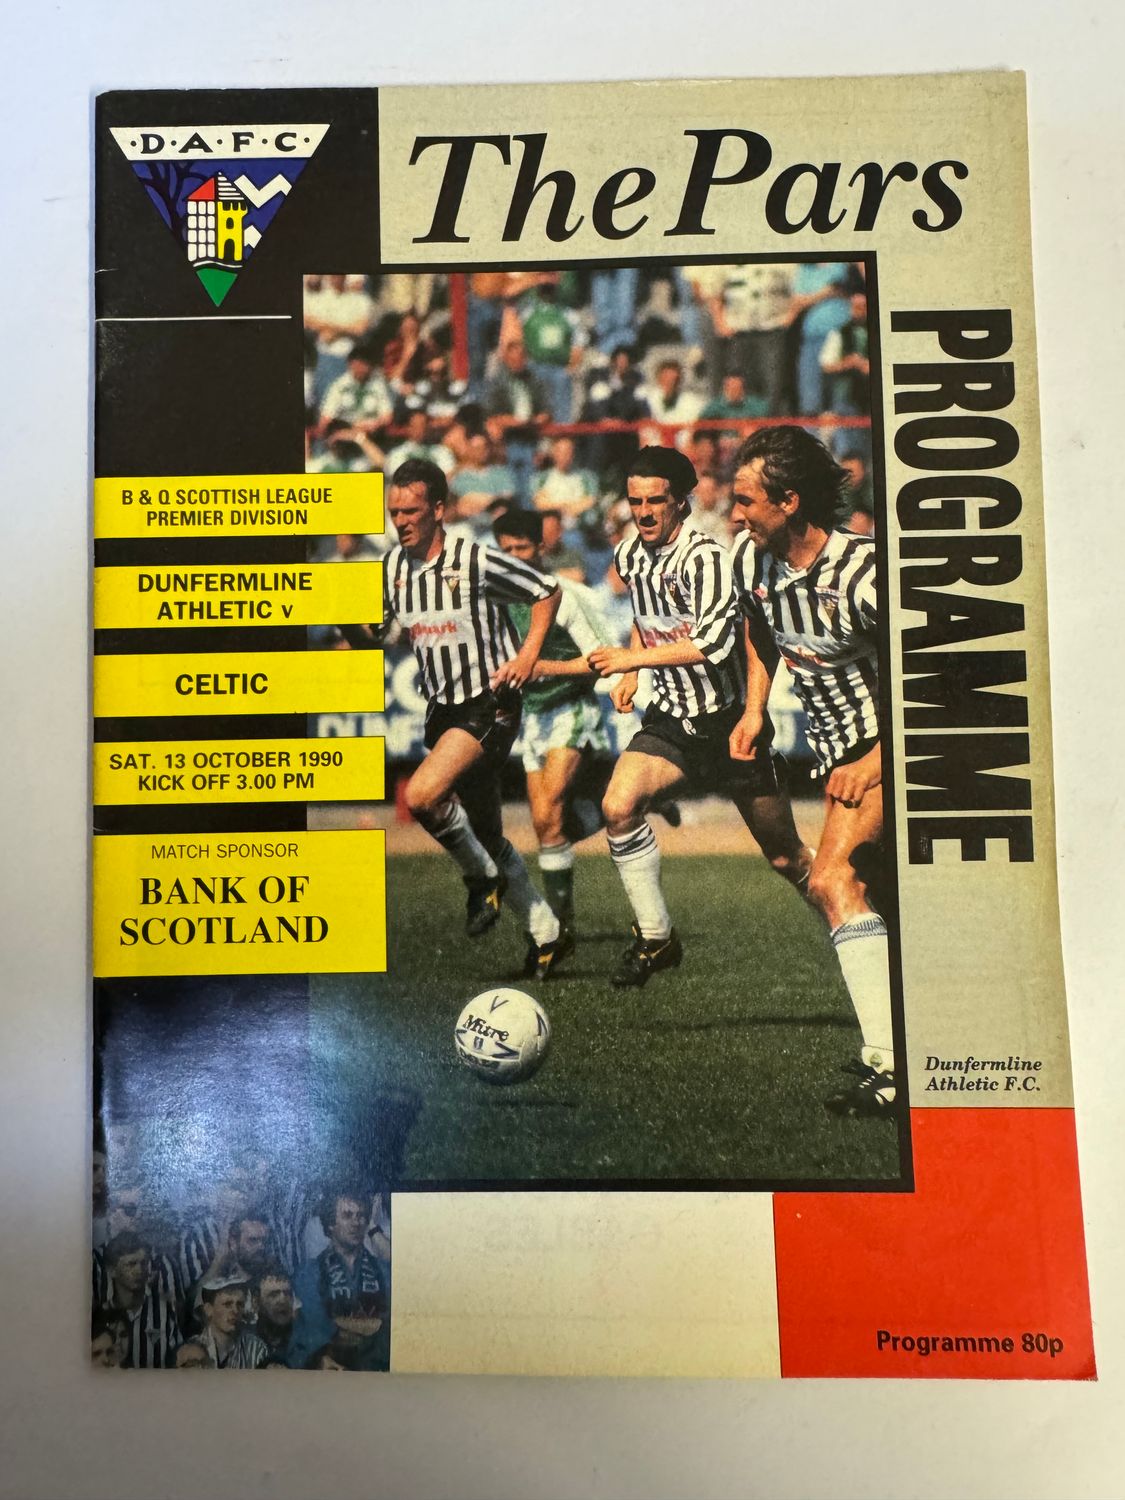 ·D·A·F·C·
The Pars
PROGRAMME
B & Q SCOTTISH LEAGUE
PREMIER DIVISION
DUNFERMLINE
ATHLETIC v
CELTIC
SAT. 13 OCTOBER 1990
KICK OFF 3.00 PM
MATCH SPONSOR
BANK OF
SCOTLAND
Mitre
Dunfermline
Athletic F.C.
Programme 80p